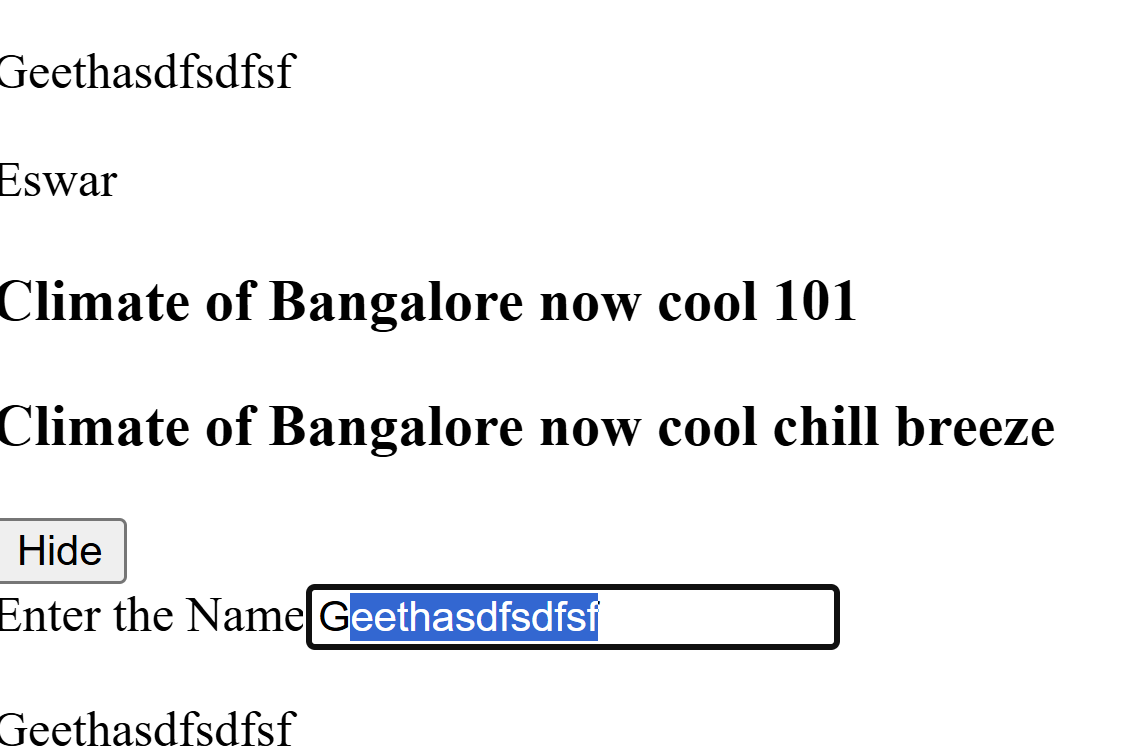 Geethasdfsdfsf
Eswar
Climate of Bangalore now cool 101
Climate of Bangalore now cool chill breeze
Hide
Enter the Name Geethasdfsdfsf
Geethasdfsdfsf